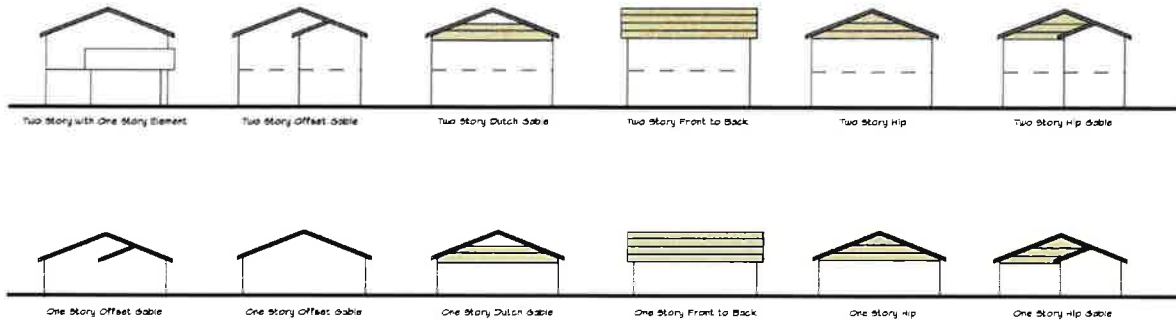 Two Story with One Story Element
Two Story Offset Gable
Two Story Dutch Gable
Two Story Front to Back
Two Story Hip
Two Story Hip Gable
One Story Offset Gable
One Story Offset Gable
One Story Dutch Gable
One Story Front to Back
One Story Hip
One Story Hip Gable